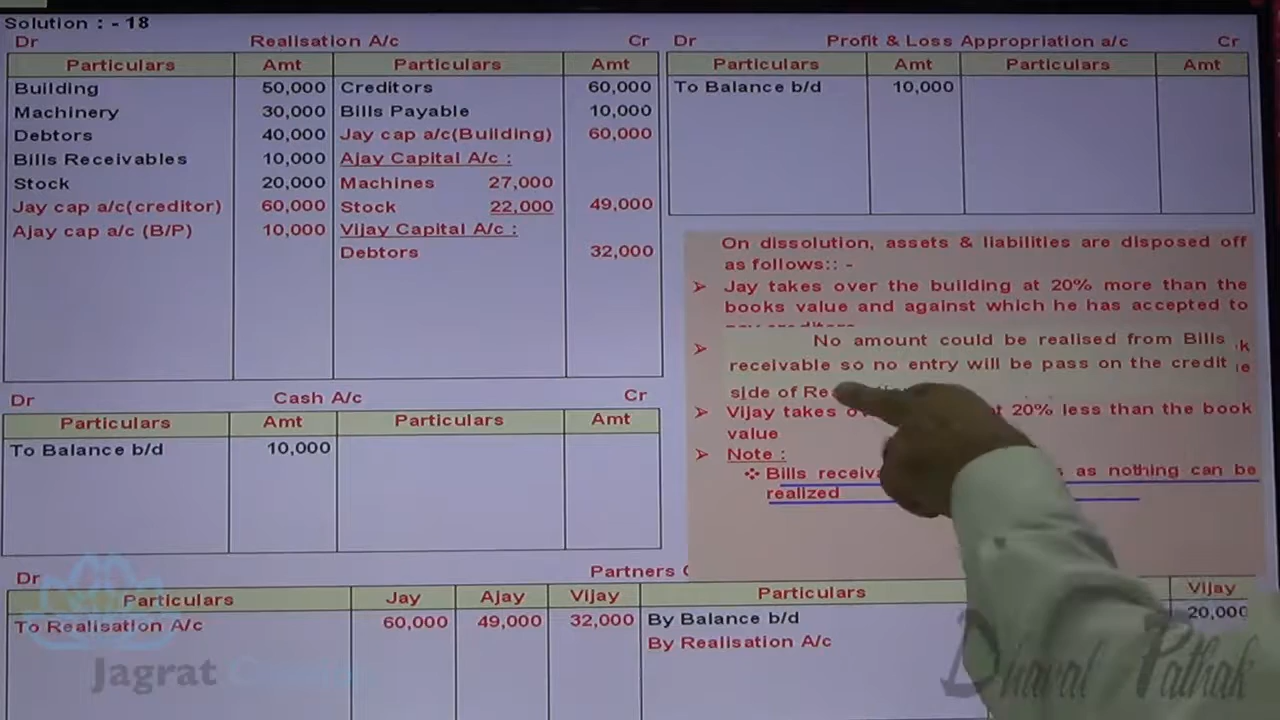 Solution : - 18
Dr Realisation A/c Cr
Particulars Amt Particulars Amt
Building 50,000 Creditors 60,000
Machinery 30,000 Bills Payable 10,000
Debtors 40,000 Jay cap a/c(Building) 60,000
Bills Receivables 10,000 Ajay Capital A/c :
Stock 20,000 Machines 27,000
Jay cap a/c(creditor) 60,000 Stock 22,000 49,000
Ajay cap a/c (B/P) 10,000 Vijay Capital A/c :
Debtors 32,000
Dr Profit & Loss Appropriation a/c Cr
Particulars Amt Particulars Amt
To Balance b/d 10,000
On dissolution, assets & liabilities are disposed off
as follows:: -
➢ Jay takes over the building at 20% more than the
books value and against which he has accepted to
➢ No amount could be realised from Bills
receivable so no entry will be pass on the credit
side of
➢ Vijay takes at 20% less than the book
value
➢ Note :
❖ Bills as nothing can be
realized
Dr Cash A/c Cr
Particulars Amt Particulars Amt
To Balance b/d 10,000
Dr Partners
Particulars Jay Ajay Vijay Particulars Vijay
To Realisation A/c 60,000 49,000 32,000 By Balance b/d 20,000
By Realisation A/c
Jagrat
Dhaval Pathak